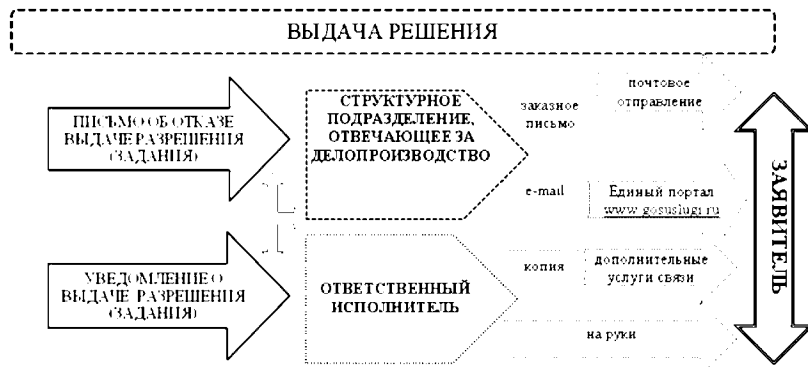 ВЫДАЧА РЕШЕНИЯ
ПИСЬМО ОБ ОТКАЗЕ
ВЫДАЧЕ РАЗРЕШЕНИЯ
(ЗАДАНИЯ)
СТРУКТУРНОЕ
ПОДРАЗДЕЛЕНИЕ,
ОТВЕЧАЮЩЕЕ ЗА
ДЕЛОПРОИЗВОДСТВО
заказное
письмо
почтовое
отправление
e-mail
Единый портал
www.gosuslugi.ru
УВЕДОМЛЕНИЕ О
ВЫДАЧЕ РАЗРЕШЕНИЯ
(ЗАДАНИЯ)
ОТВЕТСТВЕННЫЙ
ИСПОЛНИТЕЛЬ
копия
дополнительные
услуги связи
на руки
ЗАЯВИТЕЛЬ